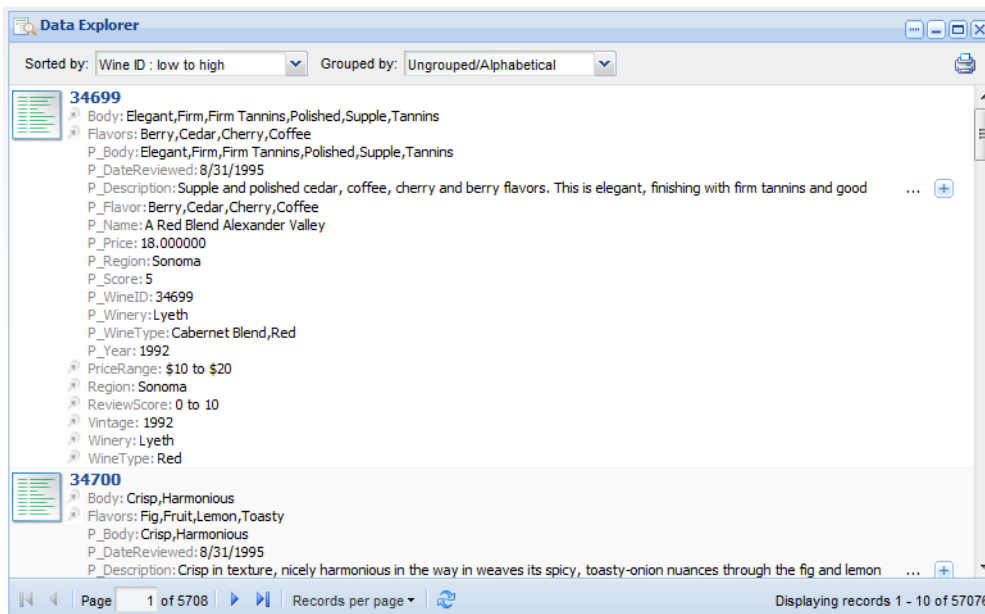 Data Explorer
Sorted by: Wine ID : low to high Grouped by: Ungrouped/Alphabetical
34699
Body: Elegant,Firm,Firm Tannins,Polished,Supple,Tannins
Flavors: Berry,Cedar,Cherry,Coffee
P_Body: Elegant,Firm,Firm Tannins,Polished,Supple,Tannins
P_DateReviewed: 8/31/1995
P_Description: Supple and polished cedar, coffee, cherry and berry flavors. This is elegant, finishing with firm tannins and good ...
P_Flavor: Berry,Cedar,Cherry,Coffee
P_Name: A Red Blend Alexander Valley
P_Price: 18.000000
P_Region: Sonoma
P_Score: 5
P_WineID: 34699
P_Winery: Lyeth
P_WineType: Cabernet Blend,Red
P_Year: 1992
PriceRange: $10 to $20
Region: Sonoma
ReviewScore: 0 to 10
Vintage: 1992
Winery: Lyeth
WineType: Red
34700
Body: Crisp,Harmonious
Flavors: Fig,Fruit,Lemon,Toasty
P_Body: Crisp,Harmonious
P_DateReviewed: 8/31/1995
P_Description: Crisp in texture, nicely harmonious in the way in weaves its spicy, toasty-onion nuances through the fig and lemon ...
Page 1 of 5708 Records per page Displaying records 1 - 10 of 57076